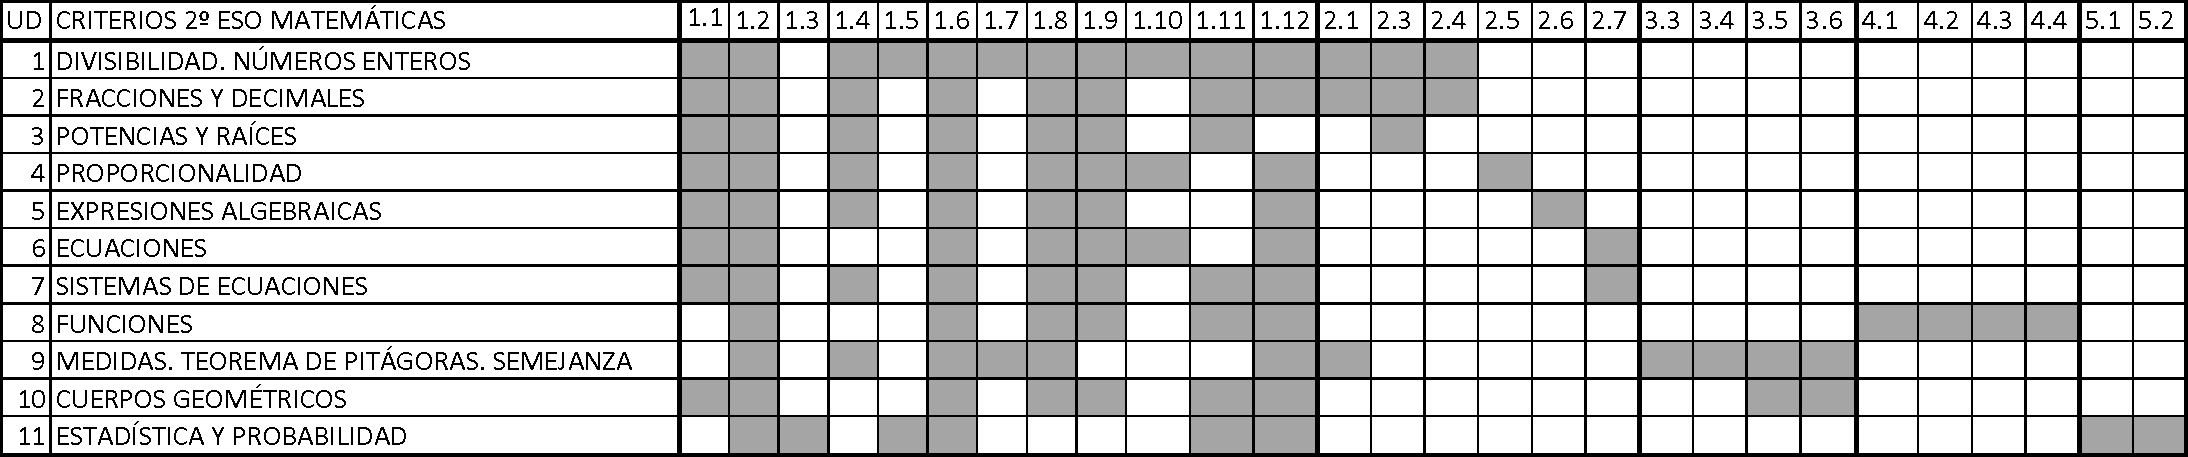 UD CRITERIOS 2º ESO MATEMÁTICAS 1.1 1.2 1.3 1.4 1.5 1.6 1.7 1.8 1.9 1.10 1.11 1.12 2.1 2.3 2.4 2.5 2.6 2.7 3.3 3.4 3.5 3.6 4.1 4.2 4.3 4.4 5.1 5.2
1 DIVISIBILIDAD. NÚMEROS ENTEROS
2 FRACCIONES Y DECIMALES
3 POTENCIAS Y RAÍCES
4 PROPORCIONALIDAD
5 EXPRESIONES ALGEBRAICAS
6 ECUACIONES
7 SISTEMAS DE ECUACIONES
8 FUNCIONES
9 MEDIDAS. TEOREMA DE PITÁGORAS. SEMEJANZA
10 CUERPOS GEOMÉTRICOS
11 ESTADÍSTICA Y PROBABILIDAD